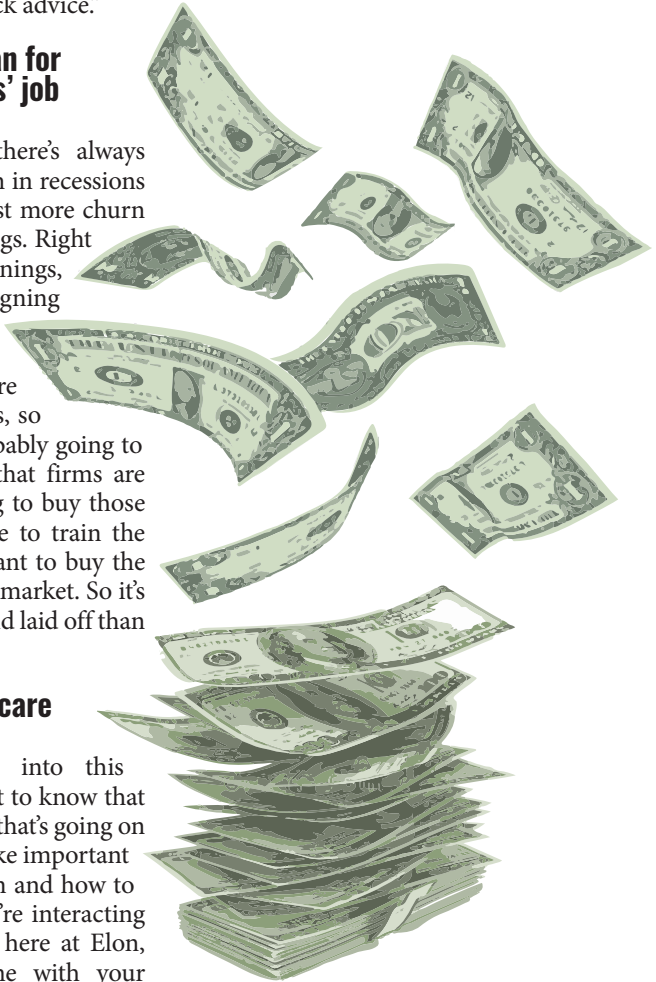 ck advice.
an for
s' job
there's always
n in recessions
st more churn
gs. Right
nings,
gning
re
s, so
bably going to
that firms are
g to buy those
e to train the
ant to buy the
market. So it's
d laid off than
care
into this
t to know that
that's going on
ke important
n and how to
're interacting
here at Elon,
ne with your